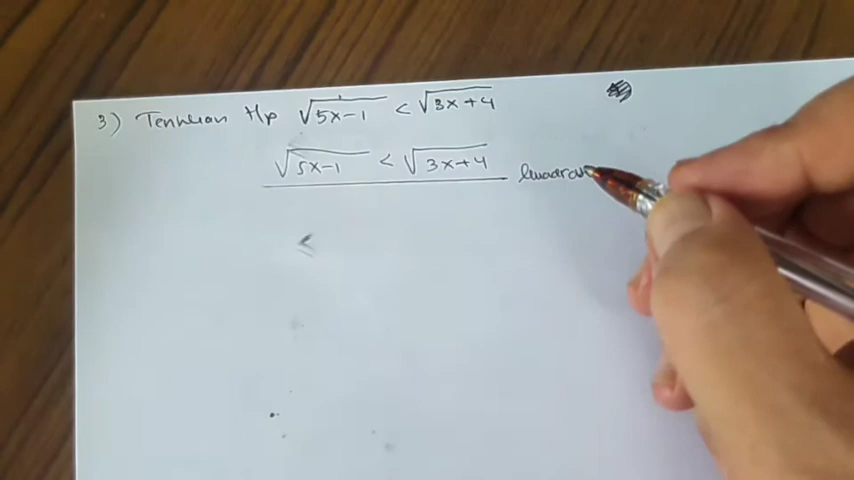 3) Tentukan Hp √5x-1 < √3x+4
√5x-1 < √3x+4 kuadrat
<